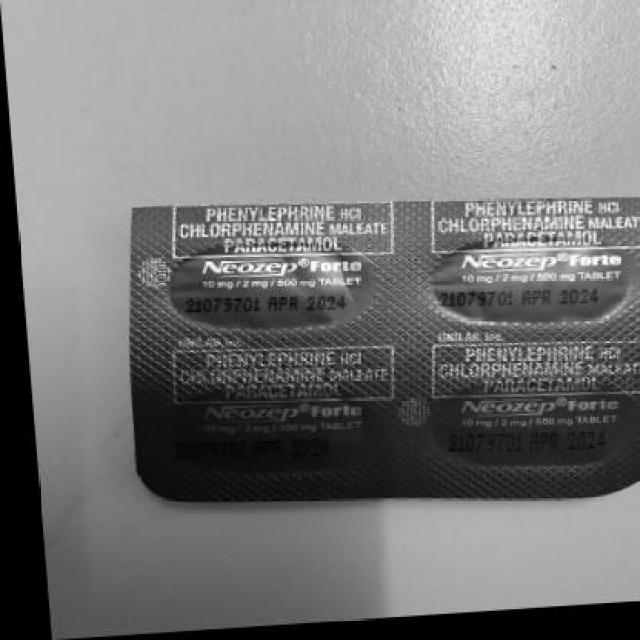 PHENYLEPHRINE HCl
CHLORPHENAMINE MALEATE
PARACETAMOL
Neozep® Forte
10 mg / 2 mg / 500 mg TABLET
21079701 APR 2024
PHENYLEPHRINE HCl
CHLORPHENAMINE MALEATE
PARACETAMOL
Neozep® Forte
10 mg / 2 mg / 500 mg TABLET
21079701 APR 2024
PHENYLEPHRINE HCl
CHLORPHENAMINE MALEATE
PARACETAMOL
Neozep® Forte
10 mg / 2 mg / 500 mg TABLET
21079701 APR 2024
PHENYLEPHRINE HCl
CHLORPHENAMINE MALEATE
PARACETAMOL
Neozep® Forte
10 mg / 2 mg / 500 mg TABLET
21079701 APR 2024